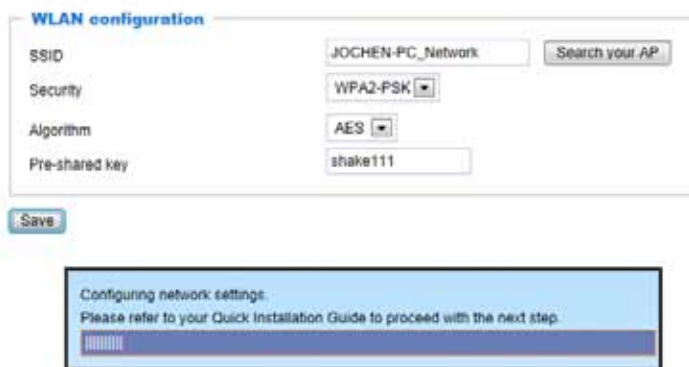 WLAN configuration
SSID JOCHEN-PC_Network Search your AP
Security WPA2-PSK
Algorithm AES
Pre-shared key shake111
Save
Configuring network settings.
Please refer to your Quick Installation Guide to proceed with the next step.